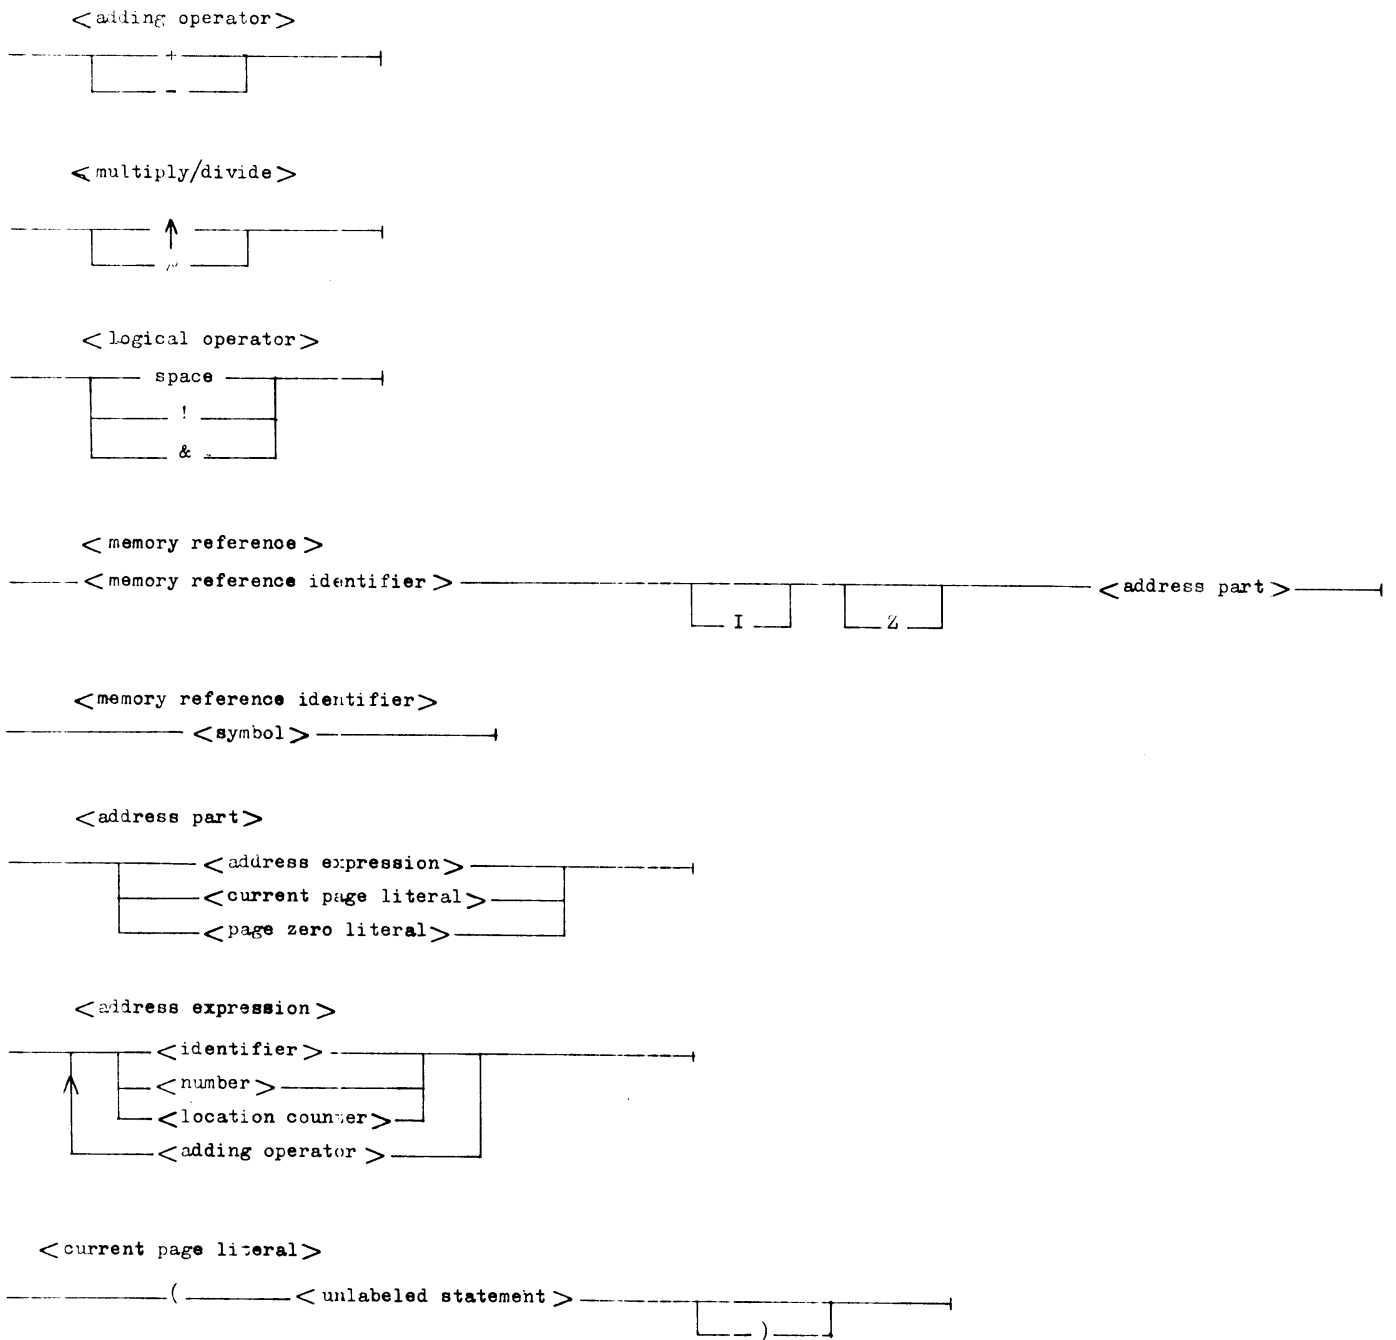 <adding operator>
+
-
<multiply/divide>
↑
<logical operator>
space
!
&
<memory reference>
<memory reference identifier> <address part>
I Z
<memory reference identifier>
<symbol>
<address part>
<address expression>
<current page literal>
<page zero literal>
<address expression>
<identifier>
<number>
<location counter>
<adding operator>
<current page literal>
( <unlabeled statement>
)